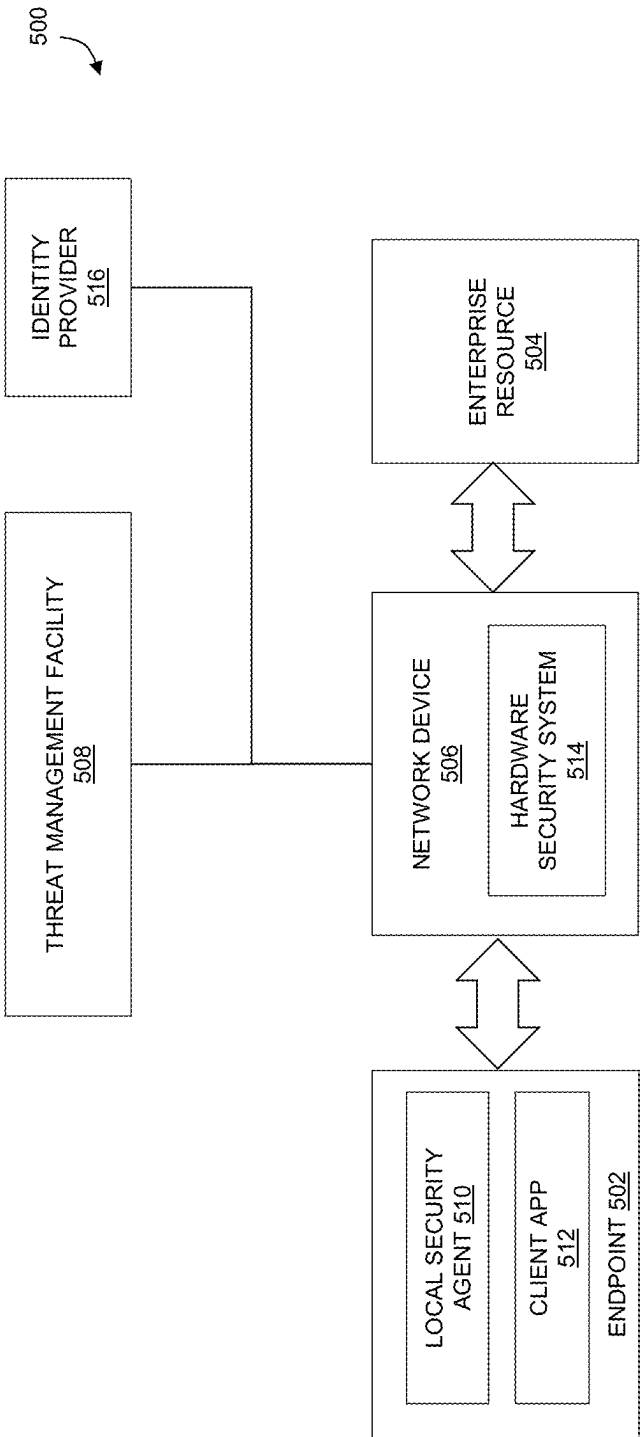 500
THREAT MANAGEMENT FACILITY
508
IDENTITY
PROVIDER
516
LOCAL SECURITY
AGENT 510
CLIENT APP
512
ENDPOINT 502
NETWORK DEVICE
506
HARDWARE
SECURITY SYSTEM
514
ENTERPRISE
RESOURCE
504